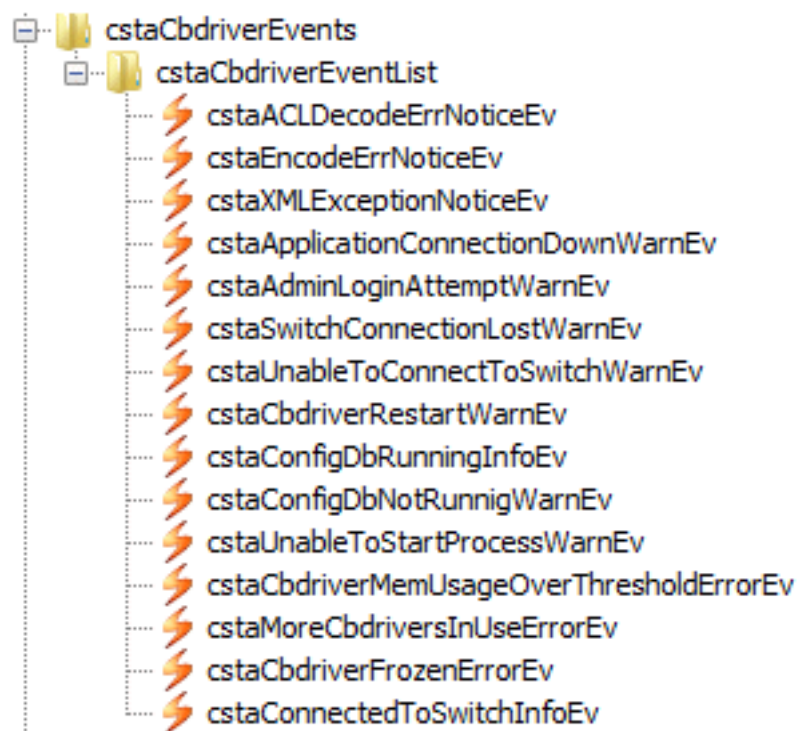 cstaCbdriverEvents
cstaCbdriverEventList
cstaACLDecodeErrNoticeEv
cstaEncodeErrNoticeEv
cstaXMLExceptionNoticeEv
cstaApplicationConnectionDownWarnEv
cstaAdminLoginAttemptWarnEv
cstaSwitchConnectionLostWarnEv
cstaUnableToConnectToSwitchWarnEv
cstaCbdriverRestartWarnEv
cstaConfigDbRunningInfoEv
cstaConfigDbNotRunnigWarnEv
cstaUnableToStartProcessWarnEv
cstaCbdriverMemUsageOverThresholdErrorEv
cstaMoreCbdriversInUseErrorEv
cstaCbdriverFrozenErrorEv
cstaConnectedToSwitchInfoEv